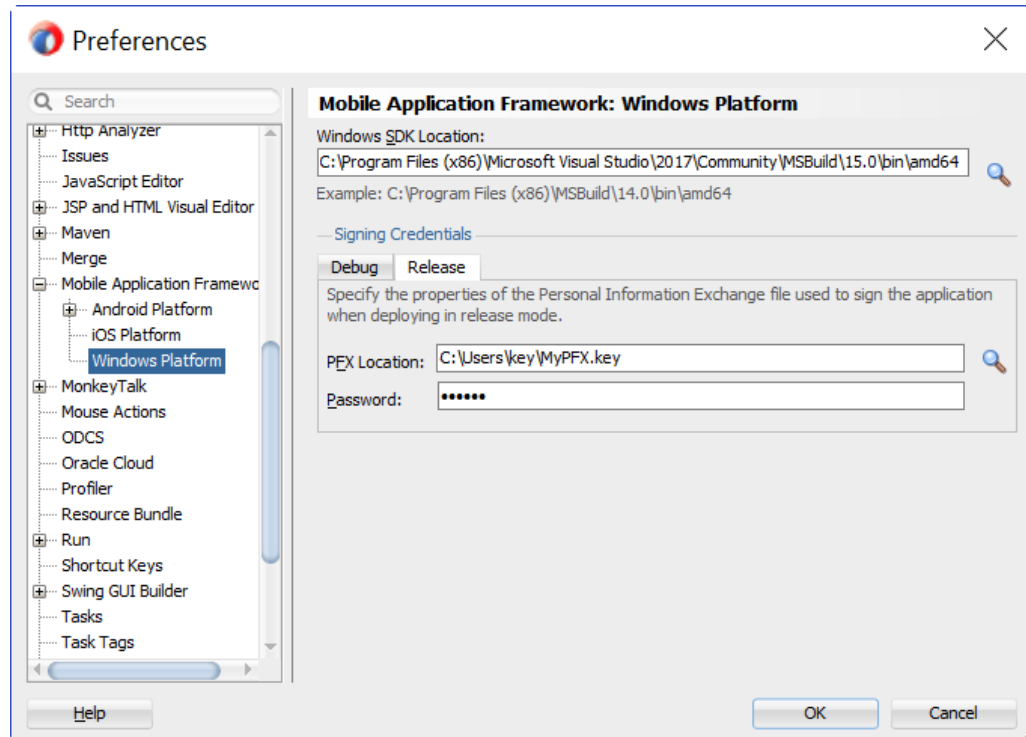 Preferences
Search
Http Analyzer
Issues
JavaScript Editor
JSP and HTML Visual Editor
Maven
Merge
Mobile Application Framewo
Android Platform
iOS Platform
Windows Platform
MonkeyTalk
Mouse Actions
ODCS
Oracle Cloud
Profiler
Resource Bundle
Run
Shortcut Keys
Swing GUI Builder
Tasks
Task Tags
Mobile Application Framework: Windows Platform
Windows SDK Location:
C:\Program Files (x86)\Microsoft Visual Studio\2017\Community\MSBuild\15.0\bin\amd64
Example: C:\Program Files (x86)\MSBuild\14.0\bin\amd64
Signing Credentials
Debug Release
Specify the properties of the Personal Information Exchange file used to sign the application
when deploying in release mode.
PFX Location: C:\Users\key\MyPFX.key
Password: ••••••
Help OK Cancel